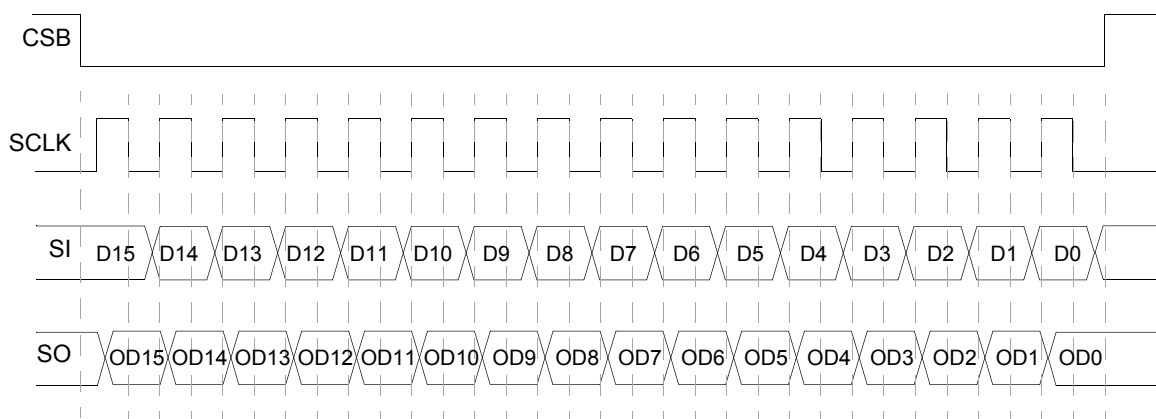 CSB
SCLK
SI D15 D14 D13 D12 D11 D10 D9 D8 D7 D6 D5 D4 D3 D2 D1 D0
SO OD15 OD14 OD13 OD12 OD11 OD10 OD9 OD8 OD7 OD6 OD5 OD4 OD3 OD2 OD1 OD0